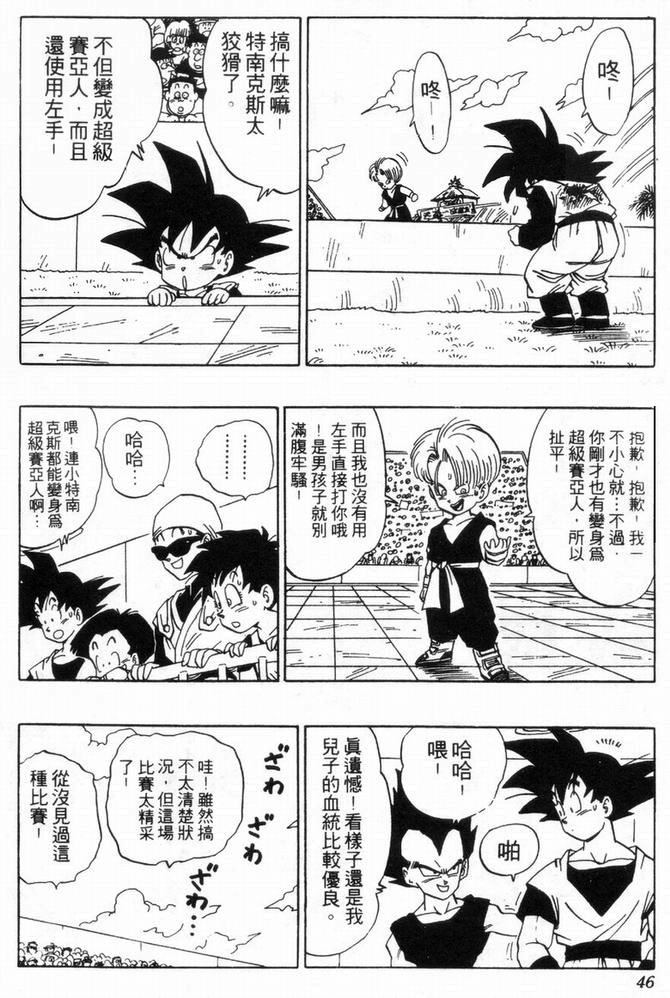 咚－
咚－
搞什麼嘛！
特南克斯太
狡猾了。
不但變成超級
賽亞人．而且
還使用左手－
抱歉，抱歉！我一
不小心就…不過．
你剛才也有變身為
超級賽亞人，所以
扯平！
而且我也沒有用
左手直接打你哦
！是男孩子就別
滿腹牢騷！
………
哈哈…
喂！連小特南
克斯都能變身為
超級賽亞人啊…
哈哈！
喂－
啪
真遺憾！看樣子還是我
兒子的血統比較優良。
ざわ
ざわ
ざわ…
哇！雖然搞
不太清楚狀
況，但這場
比賽太精采
了－
從沒見過這
種比賽！
46